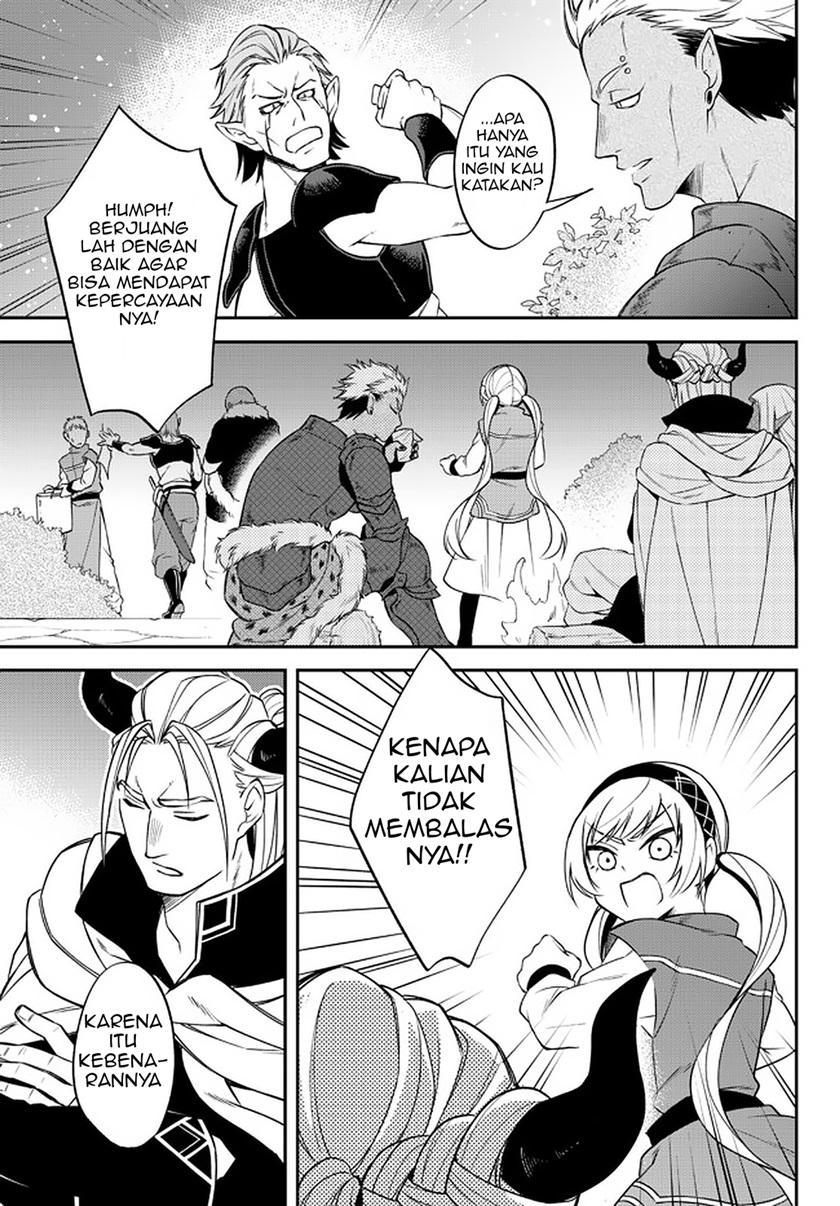 ...APA
HANYA
ITU YANG
INGIN KAU
KATAKAN?
HUMPH!
BERJUANG
LAH DENGAN
BAIK AGAR
BISA MENDAPAT
KEPERCAYAAN
NYA!
KENAPA
KALIAN
TIDAK
MEMBALAS
NYA!!
KARENA
ITU
KEBENA-
RANNYA